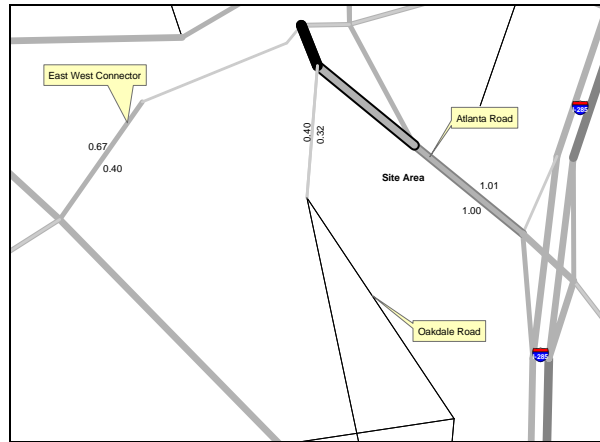 East West Connector
I-285
Atlanta Road
0.40
0.32
0.67
0.40
Site Area
1.01
1.00
Oakdale Road
I-285